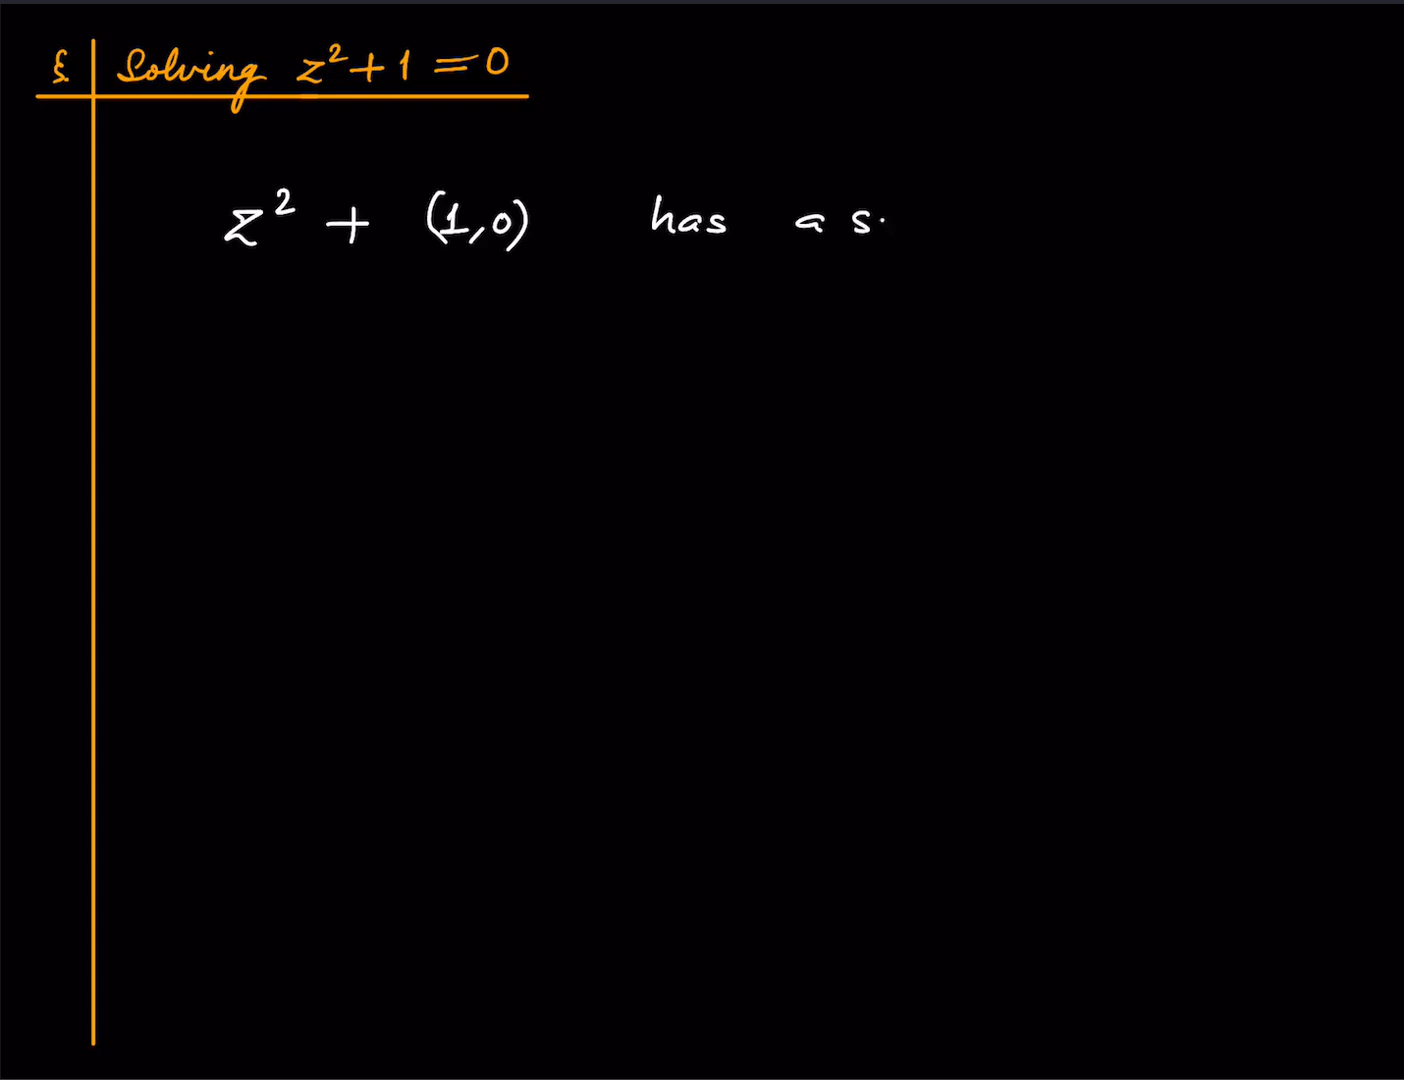 § Solving z²+1=0
z² + (1,0) has a s.